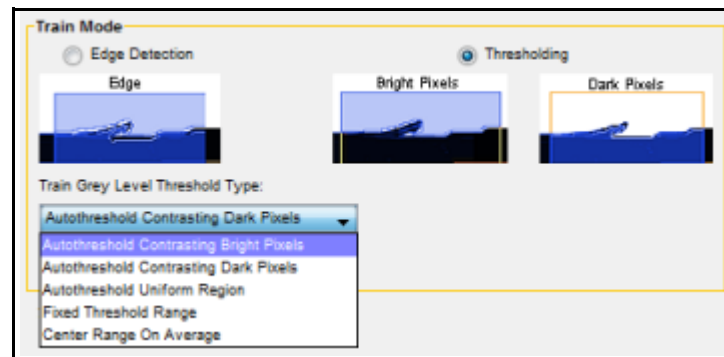 Train Mode
Edge Detection
Thresholding
Edge
Bright Pixels
Dark Pixels
Train Grey Level Threshold Type:
Autothreshold Contrasting Dark Pixels
Autothreshold Contrasting Bright Pixels
Autothreshold Contrasting Dark Pixels
Autothreshold Uniform Region
Fixed Threshold Range
Center Range On Average